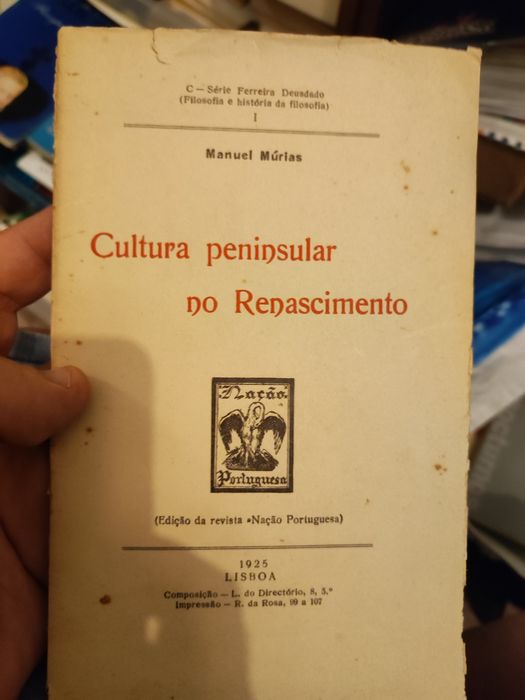 C — Série Ferreira Deusdado
(Filosofia e história da filosofia)
I
Manuel Múrias
Cultura peninsular
no Renascimento
Nação
Portuguesa
(Edição da revista «Nação Portuguesa)
1925
LISBOA
Composição — L. do Directório, 8, 5.º
Impressão — R. da Rosa, 99 a 107